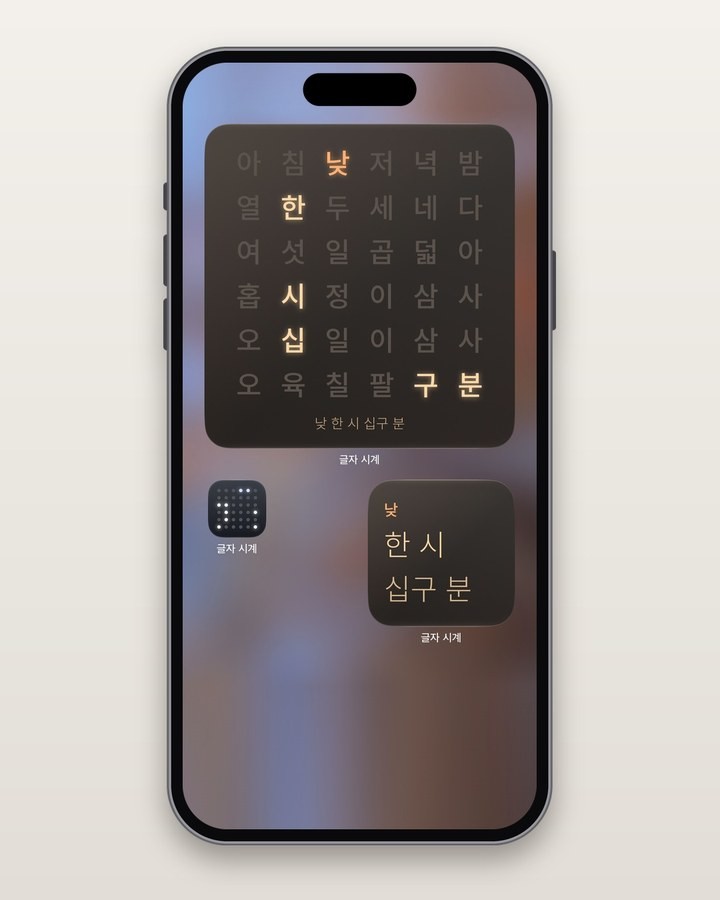 아 침 낮 저 녁 밤
열 한 두 세 네 다
여 섯 일 곱 덟 아
홉 시 정 이 삼 사
오 십 일 이 삼 사
오 육 칠 팔 구 분
낮 한 시 십구 분
글자 시계
글자 시계
낮
한 시
십구 분
글자 시계